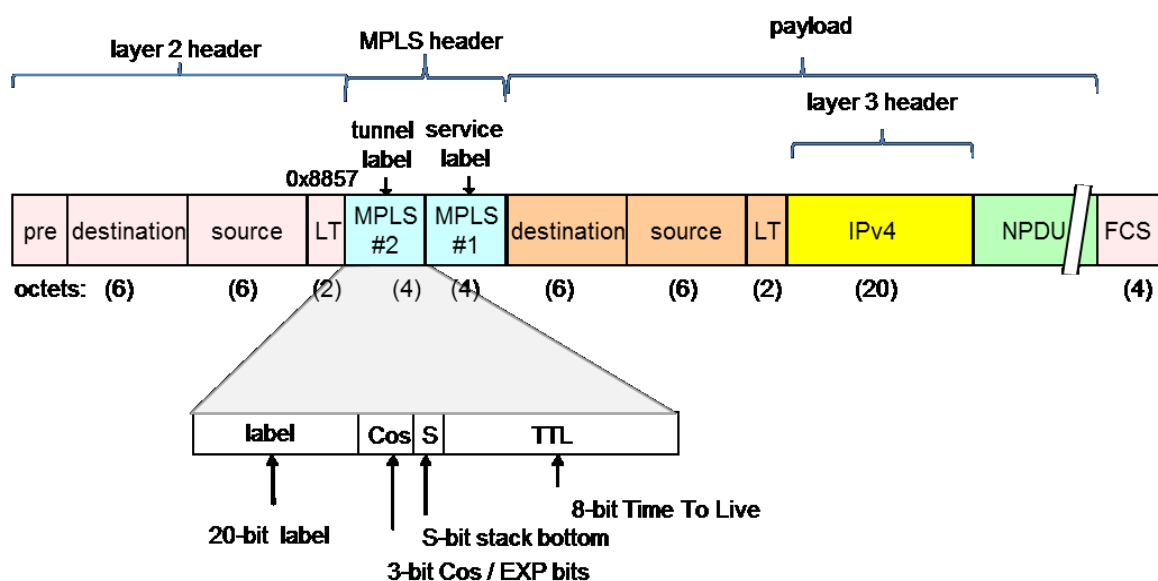 payload
layer 2 header
MPLS header
layer 3 header
tunnel label
service label
0x8857
pre
destination
source
LT
MPLS #2
MPLS #1
destination
source
LT
IPv4
NPDU
FCS
octets: (6) (6) (2) (4) (4) (6) (6) (2) (20) (4)
label
Cos
S
TTL
8-bit Time To Live
20-bit label
S-bit stack bottom
3-bit Cos / EXP bits